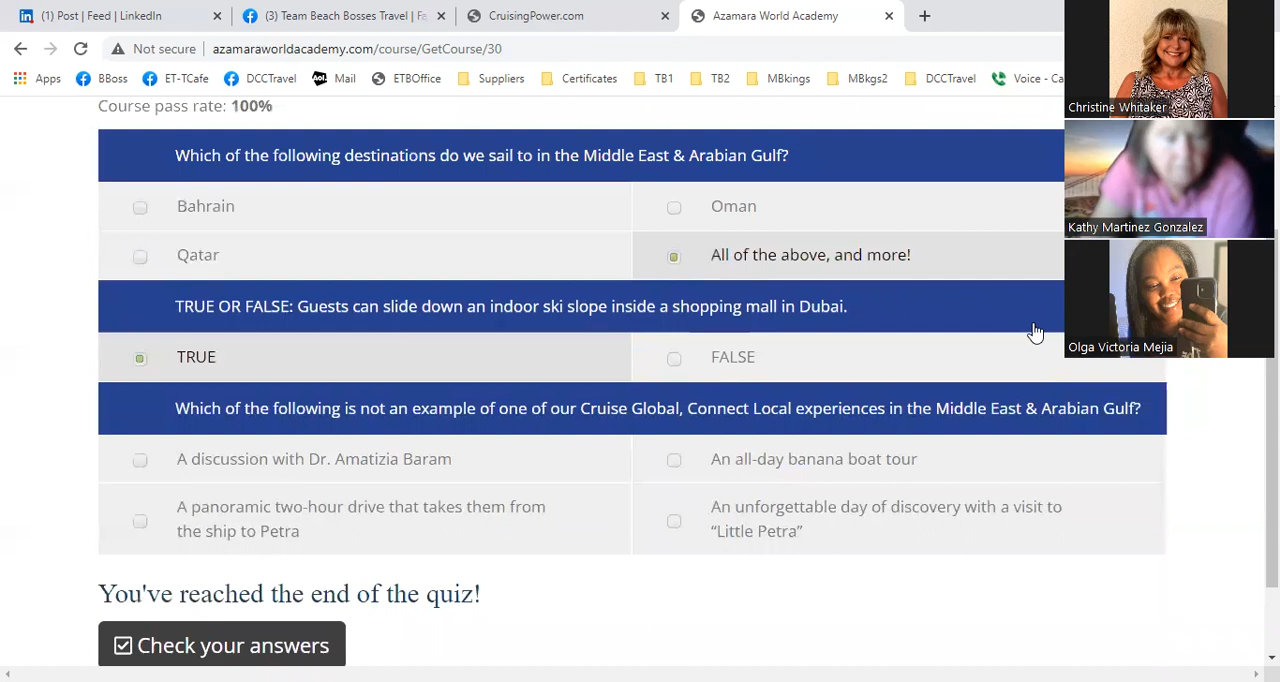 (1) Post | Feed | LinkedIn
(3) Team Beach Bosses Travel | Fa
CruisingPower.com
Azamara World Academy
Not secure
azamaraworldacademy.com/course/GetCourse/30
Apps
BBoss
ET-TCafe
DCCTravel
Aol.
Mail
ETBOffice
Suppliers
Certificates
TB1
TB2
MBkings
MBkgs2
DCCTravel
Voice - Ca
Christine Whitaker
Kathy Martinez Gonzalez
Olga Victoria Mejia
Course pass rate: 100%
Which of the following destinations do we sail to in the Middle East & Arabian Gulf?
Bahrain
Oman
Qatar
All of the above, and more!
TRUE OR FALSE: Guests can slide down an indoor ski slope inside a shopping mall in Dubai.
TRUE
FALSE
Which of the following is not an example of one of our Cruise Global, Connect Local experiences in the Middle East & Arabian Gulf?
A discussion with Dr. Amatizia Baram
An all-day banana boat tour
A panoramic two-hour drive that takes them from
the ship to Petra
An unforgettable day of discovery with a visit to
“Little Petra”
You've reached the end of the quiz!
Check your answers